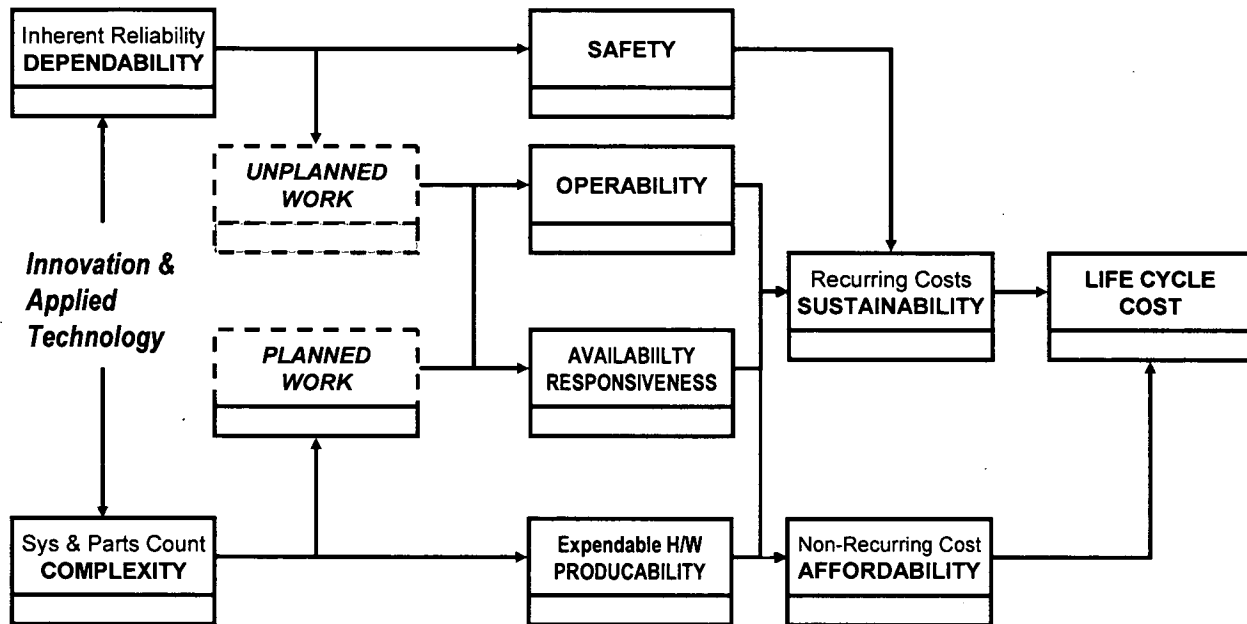 Inherent Reliability
DEPENDABILITY
SAFETY
UNPLANNED
WORK
OPERABILITY
Innovation &
Applied
Technology
Recurring Costs
SUSTAINABILITY
LIFE CYCLE
COST
PLANNED
WORK
AVAILABIILTY
RESPONSIVENESS
Sys & Parts Count
COMPLEXITY
Expendable H/W
PRODUCABILITY
Non-Recurring Cost
AFFORDABILITY